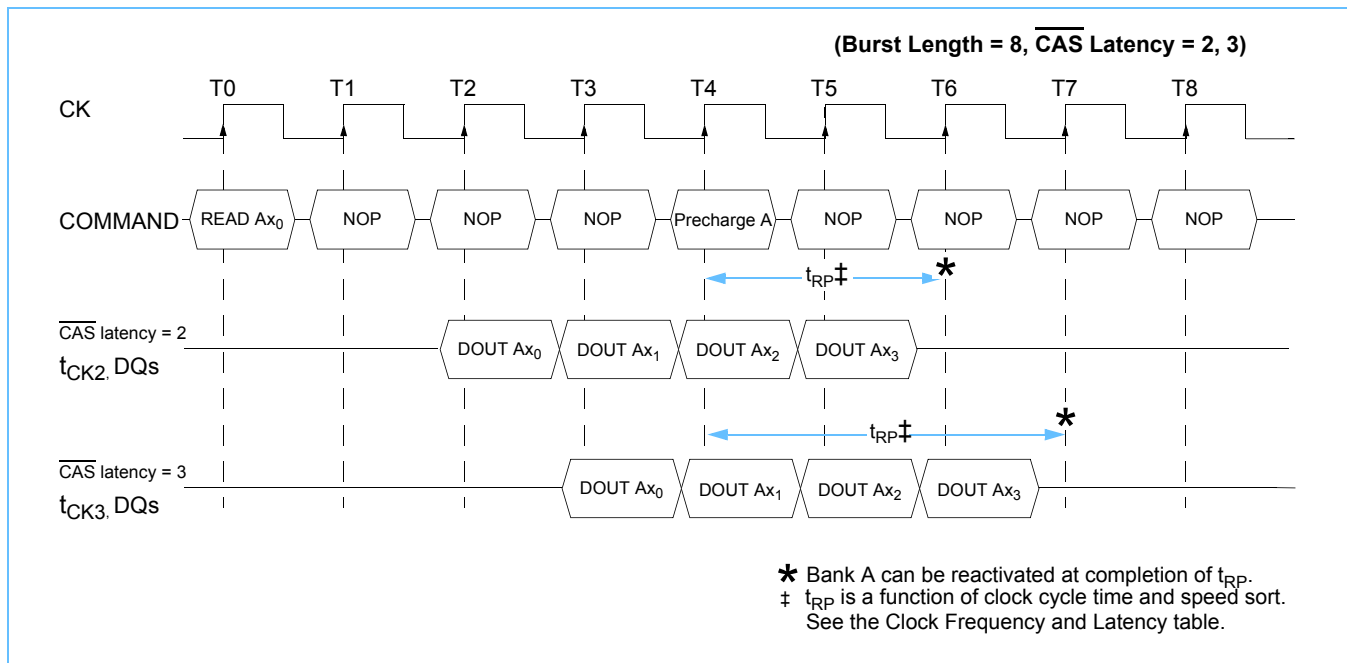 (Burst Length = 8, CAS Latency = 2, 3)
T0 T1 T2 T3 T4 T5 T6 T7 T8
CK
COMMAND READ Ax0 NOP NOP NOP Precharge A NOP NOP NOP NOP
tRP‡ *
CAS latency = 2
tCK2, DQs
DOUT Ax0 DOUT Ax1 DOUT Ax2 DOUT Ax3
tRP‡ *
CAS latency = 3
tCK3, DQs
DOUT Ax0 DOUT Ax1 DOUT Ax2 DOUT Ax3
* Bank A can be reactivated at completion of tRP.
‡ tRP is a function of clock cycle time and speed sort.
See the Clock Frequency and Latency table.